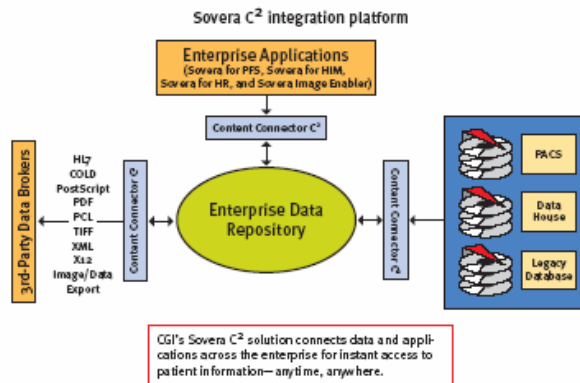 Sovera C² integration platform
Enterprise Applications
(Sovera for PFS, Sovera for HIM,
Sovera for HR, and Sovera Image Enabler)
Content Connector C²
3rd-Party Data Brokers
HL7
COLD
PostScript
PDF
PCL
TIFF
XML
X12
Image/Data
Export
Content Connector C²
Enterprise Data
Repository
Content Connector C²
PACS
Data
House
Legacy
Database
CGI's Sovera C² solution connects data and appli-
cations across the enterprise for instant access to
patient information—anytime, anywhere.